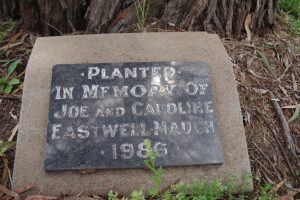 · PLANTED ·
IN MEMORY OF
JOE AND CAROLINE
EASTWELL MAUCH
1986